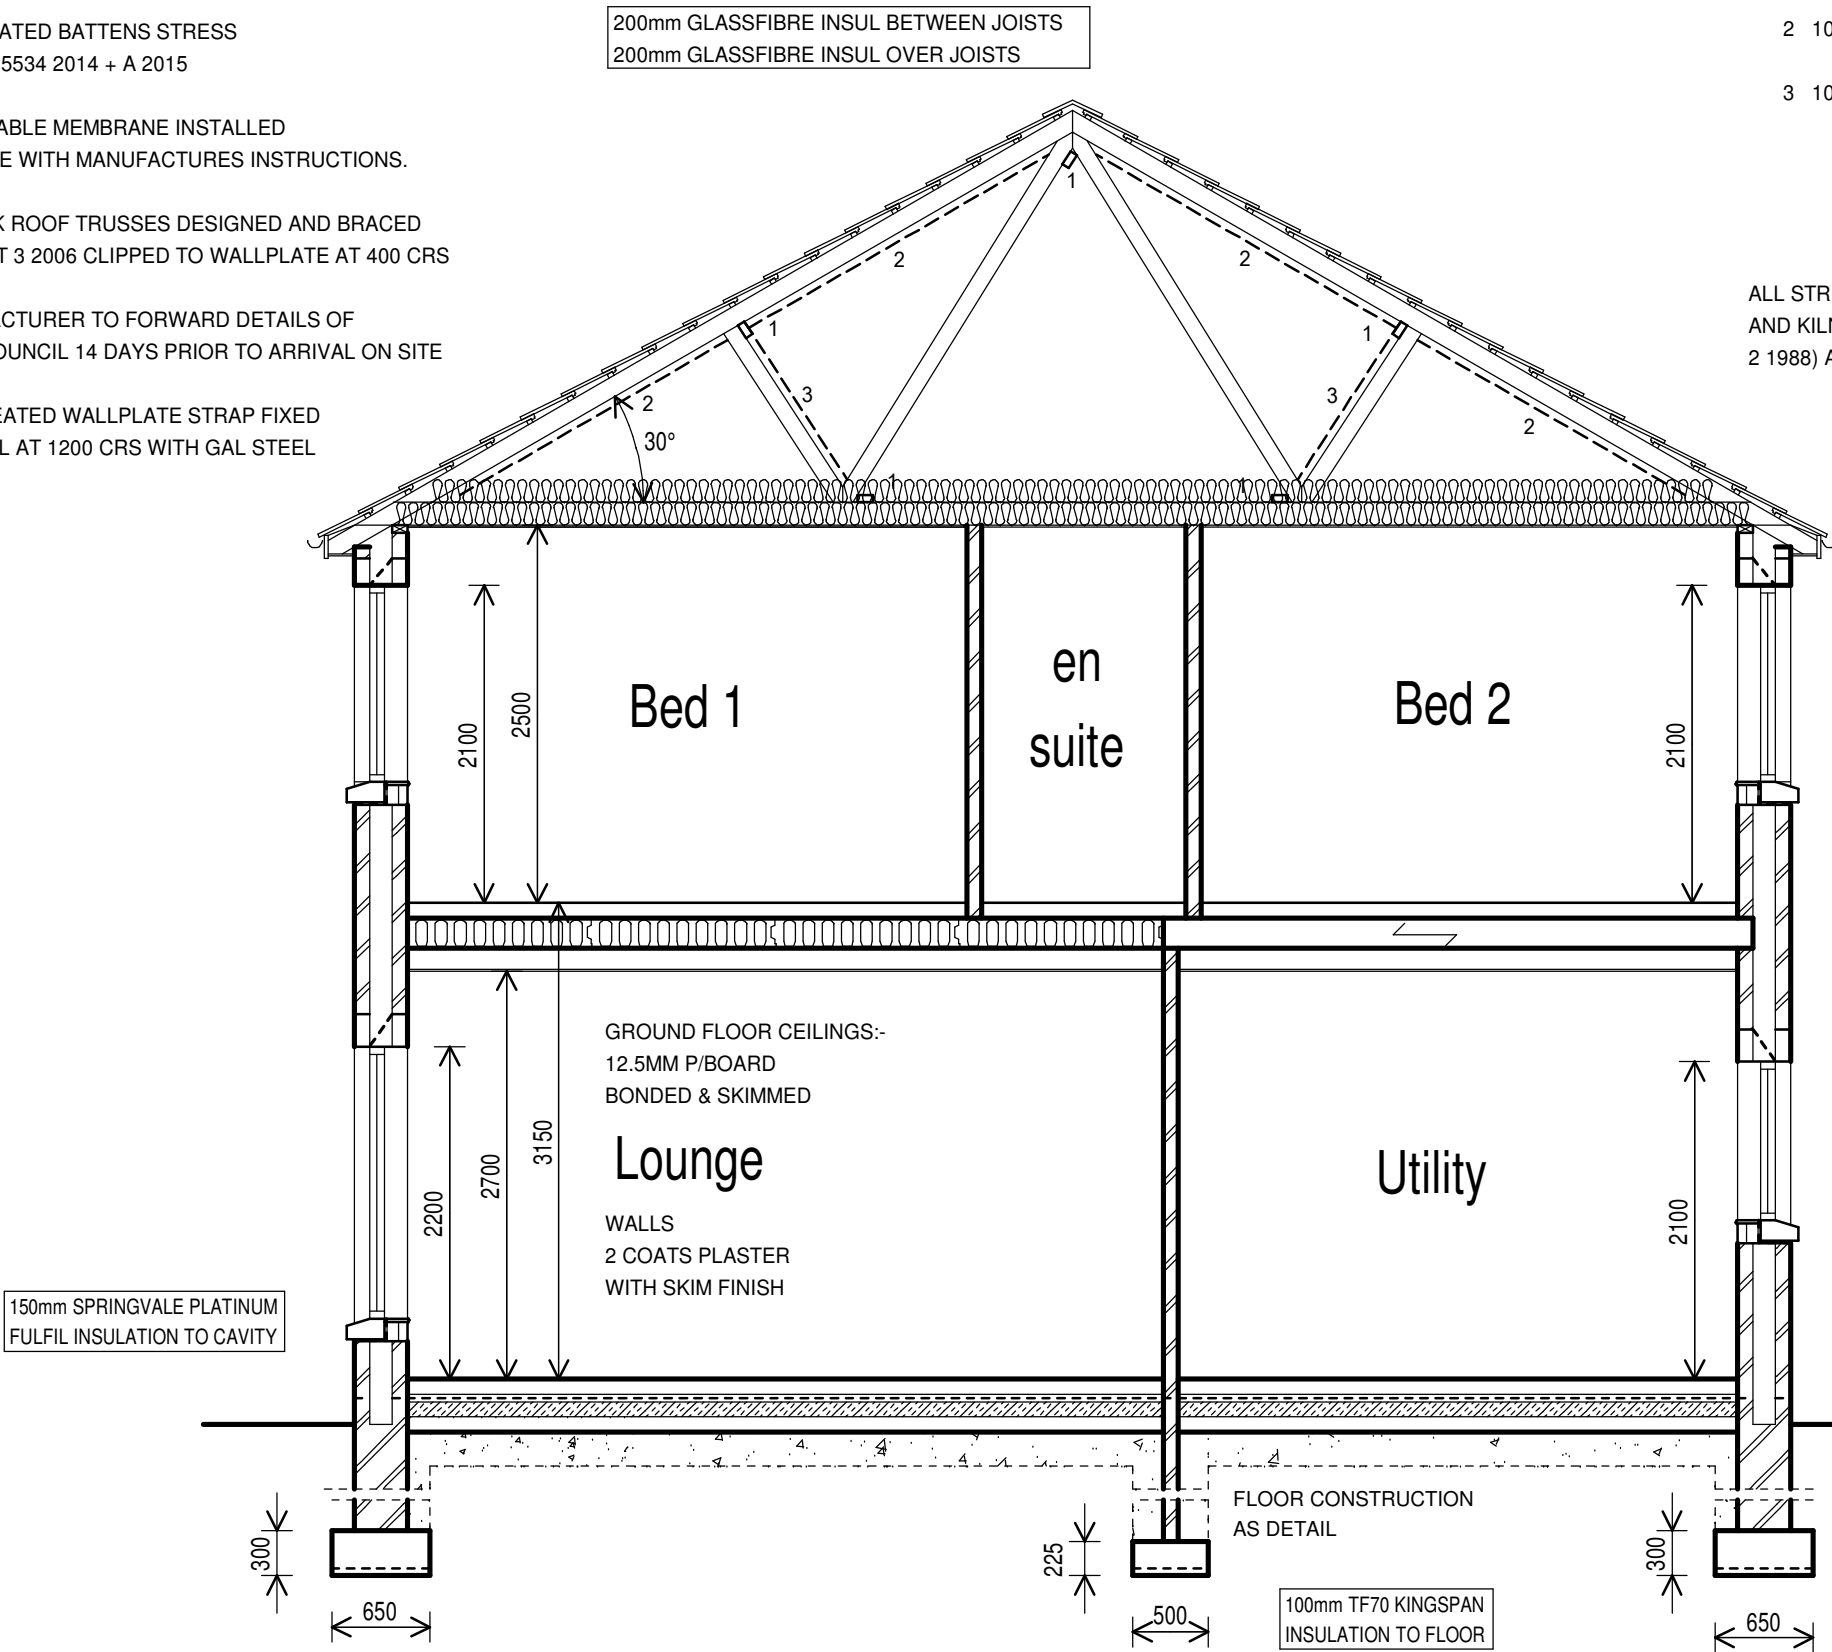 ATED BATTENS STRESS
5534 2014 + A 2015
ABLE MEMBRANE INSTALLED
E WITH MANUFACTURES INSTRUCTIONS.
K ROOF TRUSSES DESIGNED AND BRACED
T 3 2006 CLIPPED TO WALLPLATE AT 400 CRS
CTURER TO FORWARD DETAILS OF
OUNCIL 14 DAYS PRIOR TO ARRIVAL ON SITE
EATED WALLPLATE STRAP FIXED
L AT 1200 CRS WITH GAL STEEL
200mm GLASSFIBRE INSUL BETWEEN JOISTS
200mm GLASSFIBRE INSUL OVER JOISTS
2 10
3 10
ALL STR
AND KILN
2 1988) A
1
2
2
1
1
3
3
2
2
30°
1
1
2100
2500
Bed 1
en
suite
Bed 2
2100
GROUND FLOOR CEILINGS:-
12.5MM P/BOARD
BONDED & SKIMMED
2200
2700
3150
Lounge
Utility
2100
WALLS
2 COATS PLASTER
WITH SKIM FINISH
150mm SPRINGVALE PLATINUM
FULFIL INSULATION TO CAVITY
FLOOR CONSTRUCTION
AS DETAIL
300
225
300
100mm TF70 KINGSPAN
INSULATION TO FLOOR
650
500
650